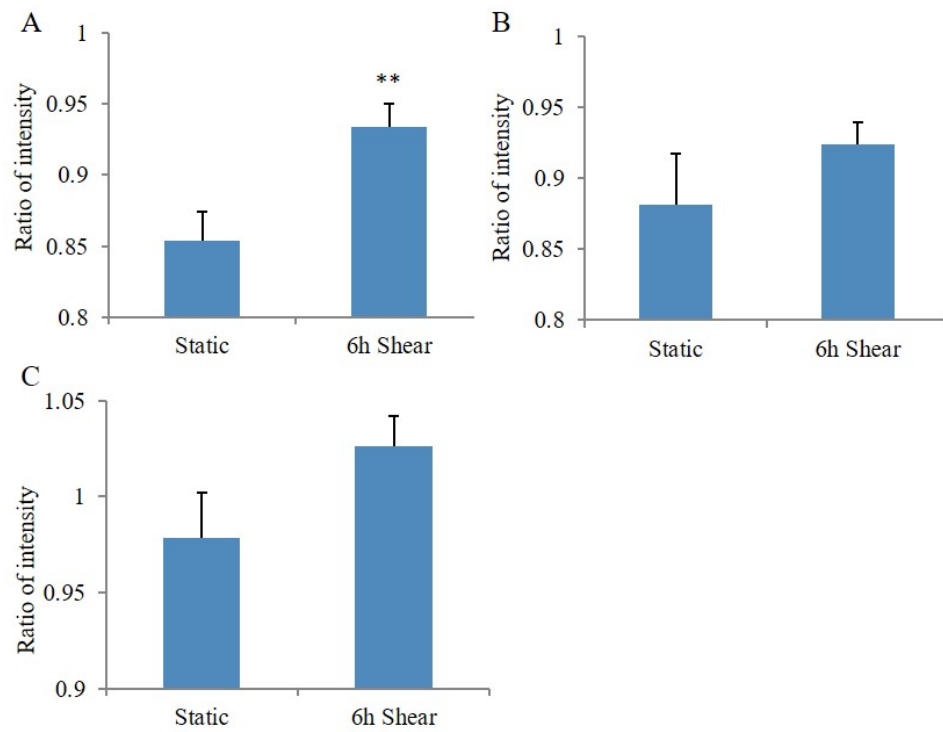 A
Ratio of intensity
1
0.95
0.9
0.85
0.8
**
Static
6h Shear
B
Ratio of intensity
1
0.95
0.9
0.85
0.8
Static
6h Shear
C
Ratio of intensity
1.05
1
0.95
0.9
Static
6h Shear